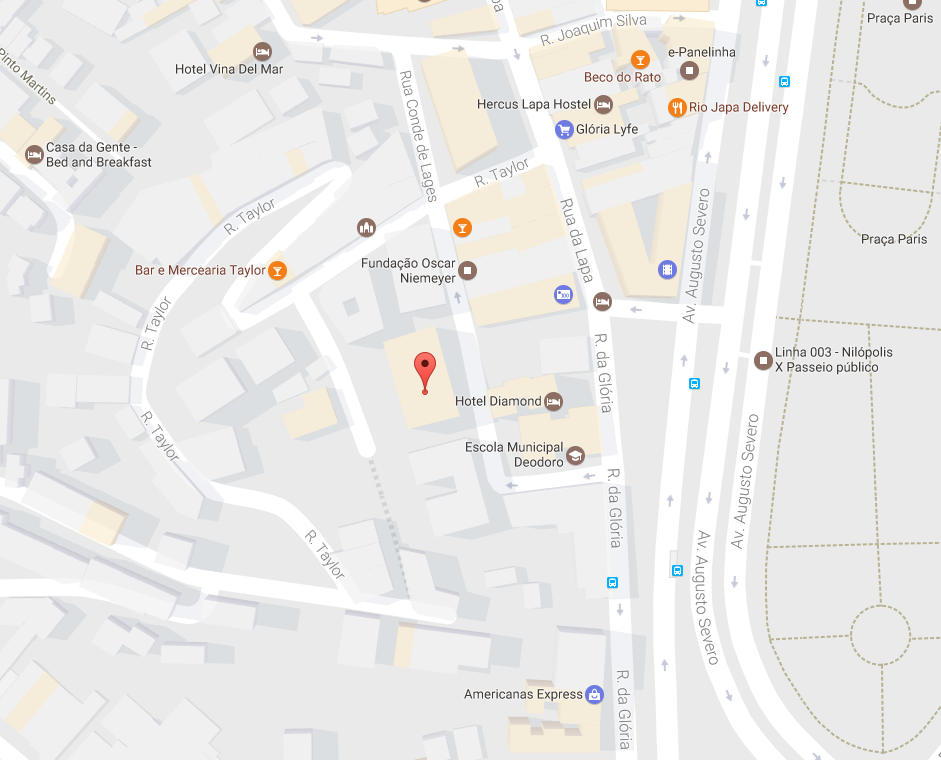 Praça Paris
R. Joaquim Silva
e-Panelinha
Hotel Vina Del Mar
Beco do Rato
Pinto Martins
Rua Conde de Lages
Hercus Lapa Hostel
Rio Japa Delivery
Glória Lyfe
Casa da Gente -
Bed and Breakfast
R. Taylor
R. Taylor
Rua da Lapa
Av. Augusto Severo
Praça Paris
Bar e Mercearia Taylor
Fundação Oscar
Niemeyer
R. Taylor
R. da Glória
Linha 003 - Nilópolis
X Passeio público
Hotel Diamond
R. Taylor
Escola Municipal
Deodoro
Av. Augusto Severo
R. da Glória
R. Taylor
Av. Augusto Severo
Americanas Express
R. da Glória